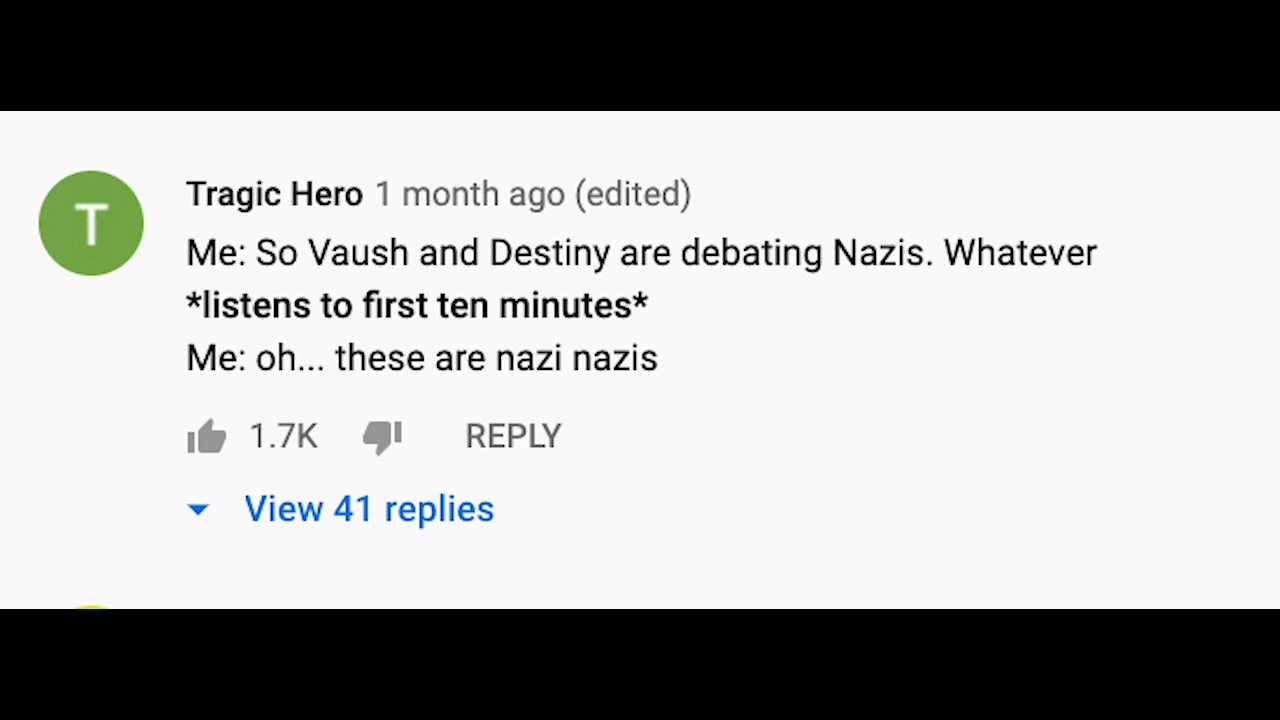 T
Tragic Hero 1 month ago (edited)
Me: So Vaush and Destiny are debating Nazis. Whatever
*listens to first ten minutes*
Me: oh... these are nazi nazis
1.7K REPLY
View 41 replies